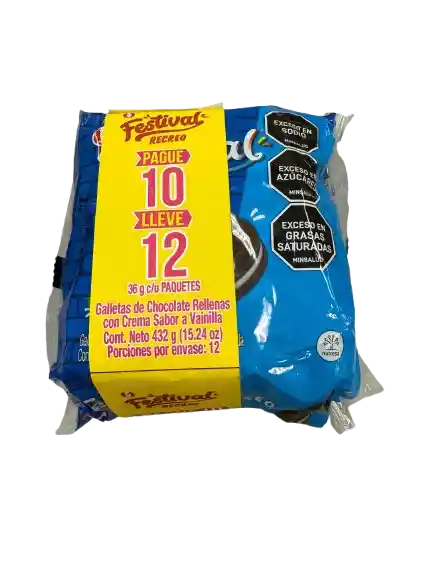 Festival
RECREO
PAGUE
10
LLEVE
12
36 g c/u PAQUETES
Galletas de Chocolate Rellenas
con Crema Sabor a Vainilla
Cont. Neto 432 g (15.24 oz)
Porciones por envase: 12
Festival
RECREO
EXCESO EN
SODIO
MINSALUD
EXCESO EN
AZÚCARES
MINSALUD
EXCESO EN
GRASAS
SATURADAS
MINSALUD
nutresa